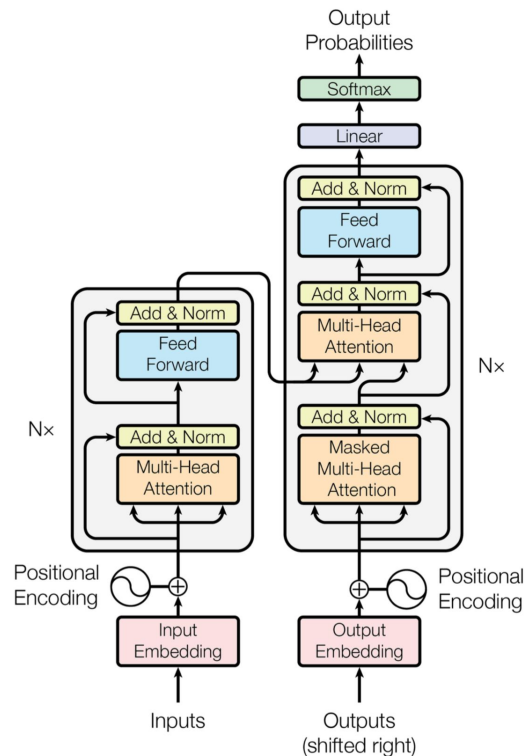 Output
Probabilities
Softmax
Linear
Add & Norm
Feed
Forward
Add & Norm
Multi-Head
Attention
Add & Norm
Masked
Multi-Head
Attention
N×
Add & Norm
Feed
Forward
Add & Norm
Multi-Head
Attention
N×
Positional
Encoding
Input
Embedding
Inputs
Positional
Encoding
Output
Embedding
Outputs
(shifted right)